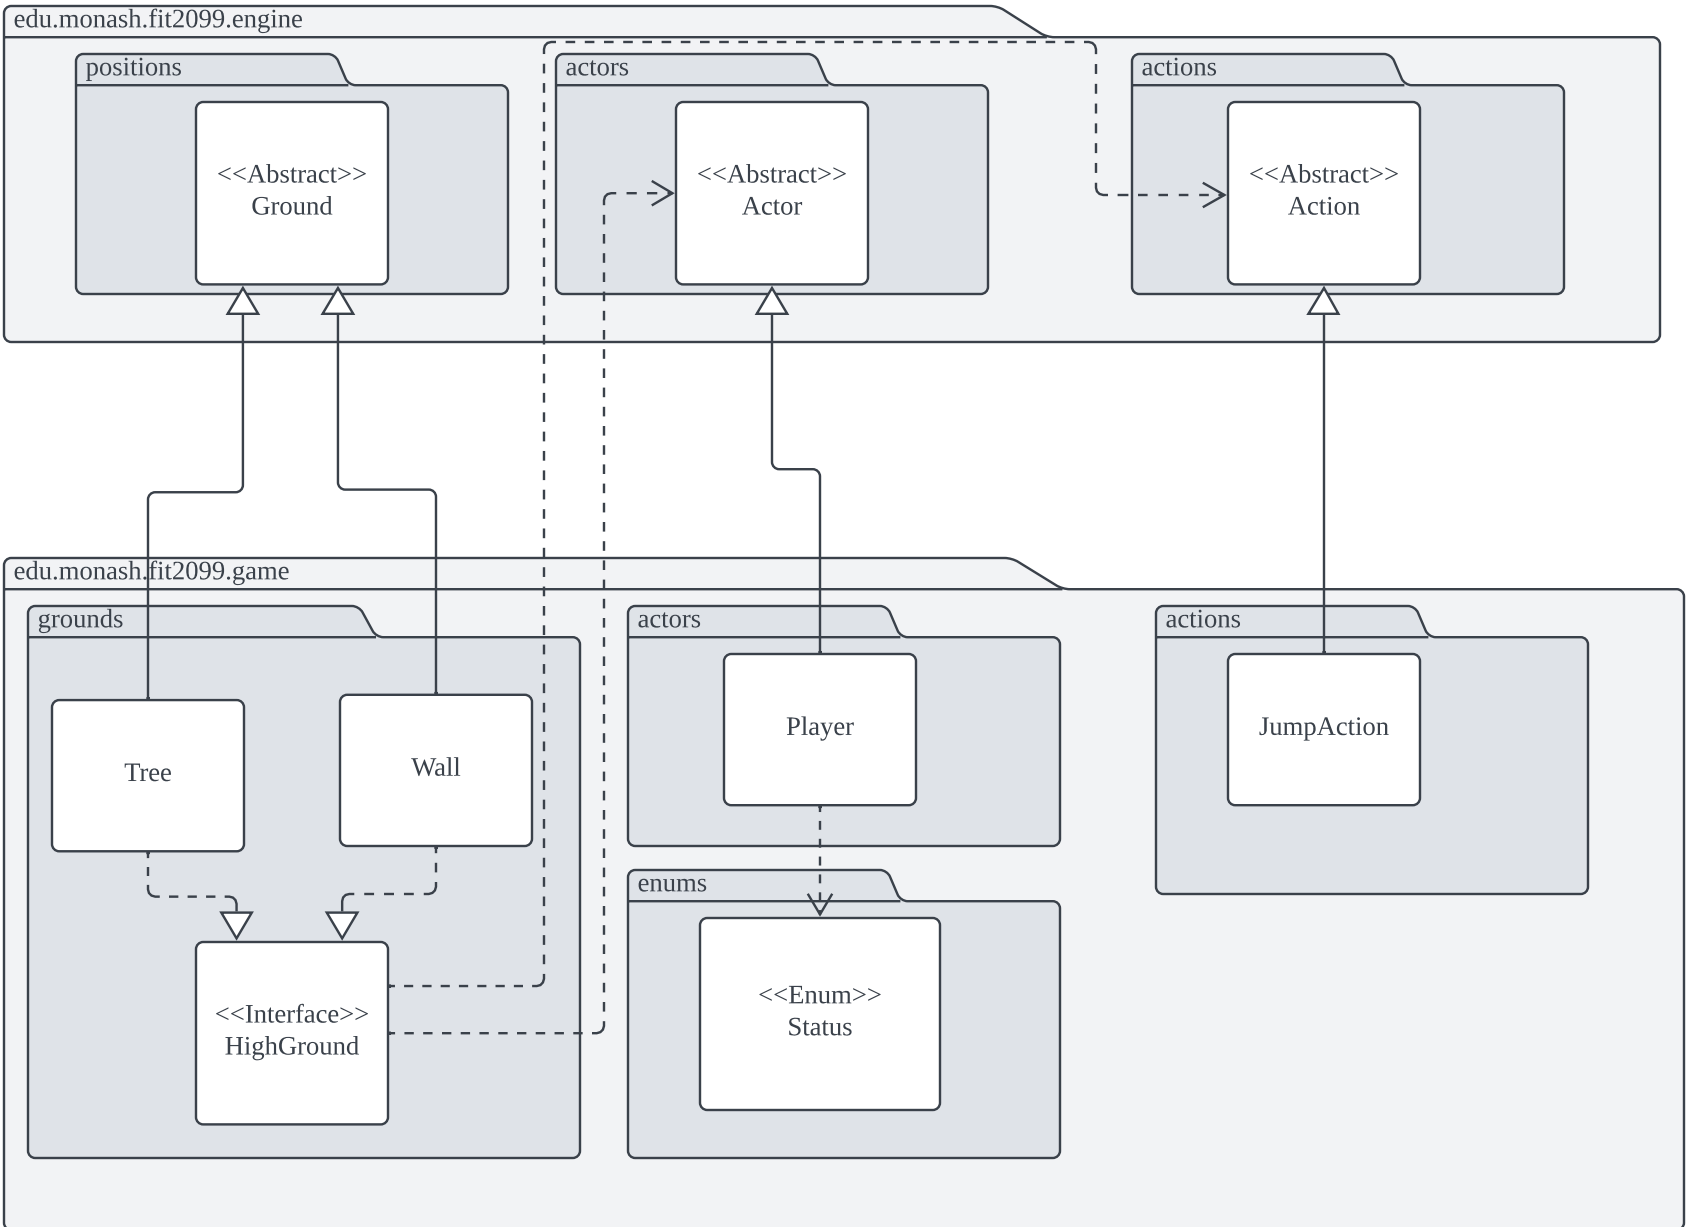 edu.monash.fit2099.engine
positions
actors
actions
<<Abstract>>
Ground
<<Abstract>>
Actor
<<Abstract>>
Action
edu.monash.fit2099.game
grounds
actors
actions
Tree
Wall
Player
JumpAction
enums
<<Interface>>
HighGround
<<Enum>>
Status